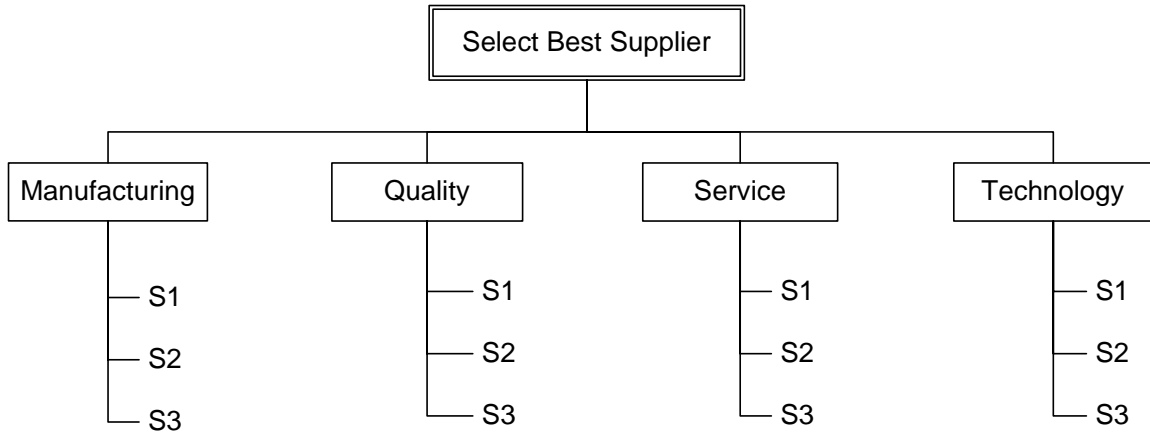 Select Best Supplier
Manufacturing
Quality
Service
Technology
S1
S2
S3
S1
S2
S3
S1
S2
S3
S1
S2
S3